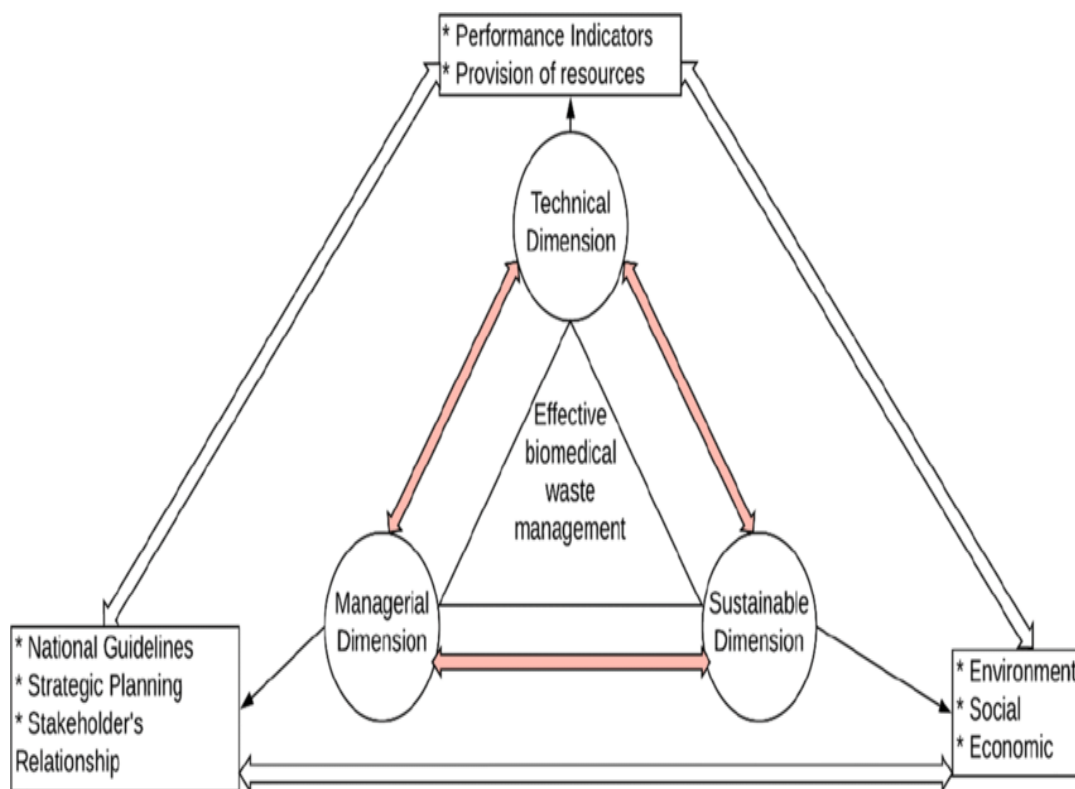 * Performance Indicators
* Provision of resources
Technical
Dimension
Effective
biomedical
waste
management
Managerial
Dimension
Sustainable
Dimension
* National Guidelines
* Strategic Planning
* Stakeholder's
Relationship
* Environment
* Social
* Economic